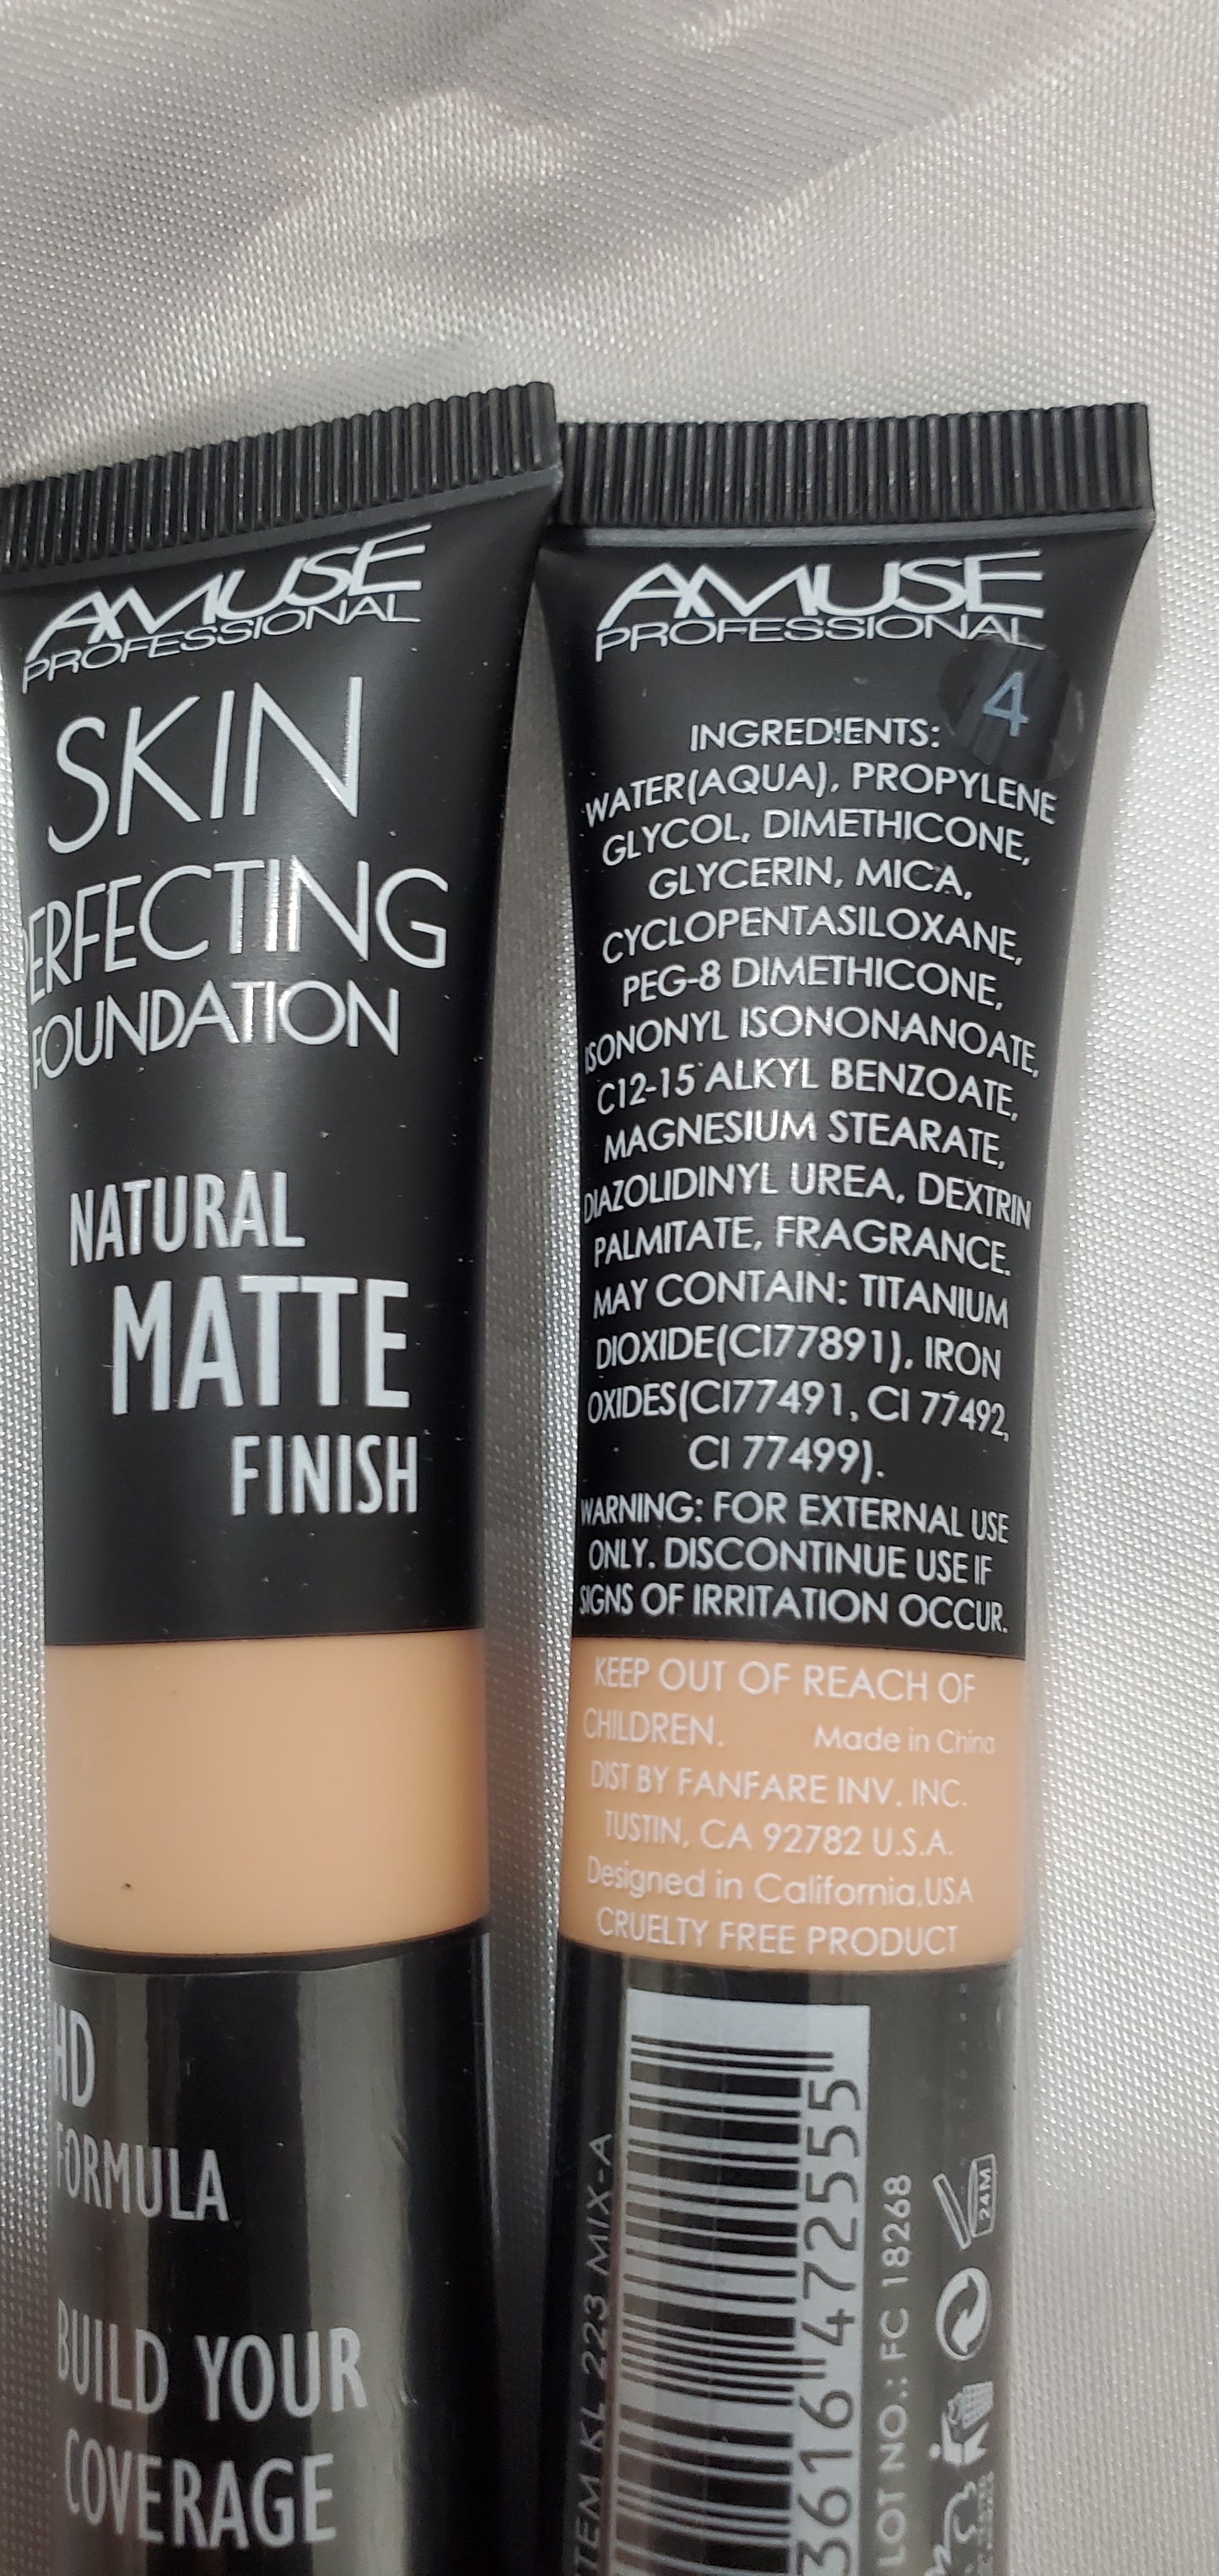 AMUSE
PROFESSIONAL
SKIN
ERFECTING
FOUNDATION
NATURAL
MATTE
FINISH
HD
FORMULA
BUILD YOUR
COVERAGE
AMUSE
PROFESSIONAL
4
INGREDIENTS:
WATER(AQUA), PROPYLENE
GLYCOL, DIMETHICONE,
GLYCERIN, MICA,
CYCLOPENTASILOXANE,
PEG-8 DIMETHICONE,
ISONONYL ISONONANOATE,
C12-15 ALKYL BENZOATE,
MAGNESIUM STEARATE,
DIAZOLIDINYL UREA, DEXTRIN
PALMITATE, FRAGRANCE.
MAY CONTAIN: TITANIUM
DIOXIDE(CI77891), IRON
OXIDES(CI77491, CI 77492,
CI 77499).
WARNING: FOR EXTERNAL USE
ONLY. DISCONTINUE USE IF
SIGNS OF IRRITATION OCCUR.
KEEP OUT OF REACH OF
CHILDREN. Made in China
DIST BY FANFARE INV. INC.
TUSTIN, CA 92782 U.S.A.
Designed in California,USA
CRUELTY FREE PRODUCT
ITEM KL 223 MIX-A
3616 472555
LOT NO.: FC 18268
24M